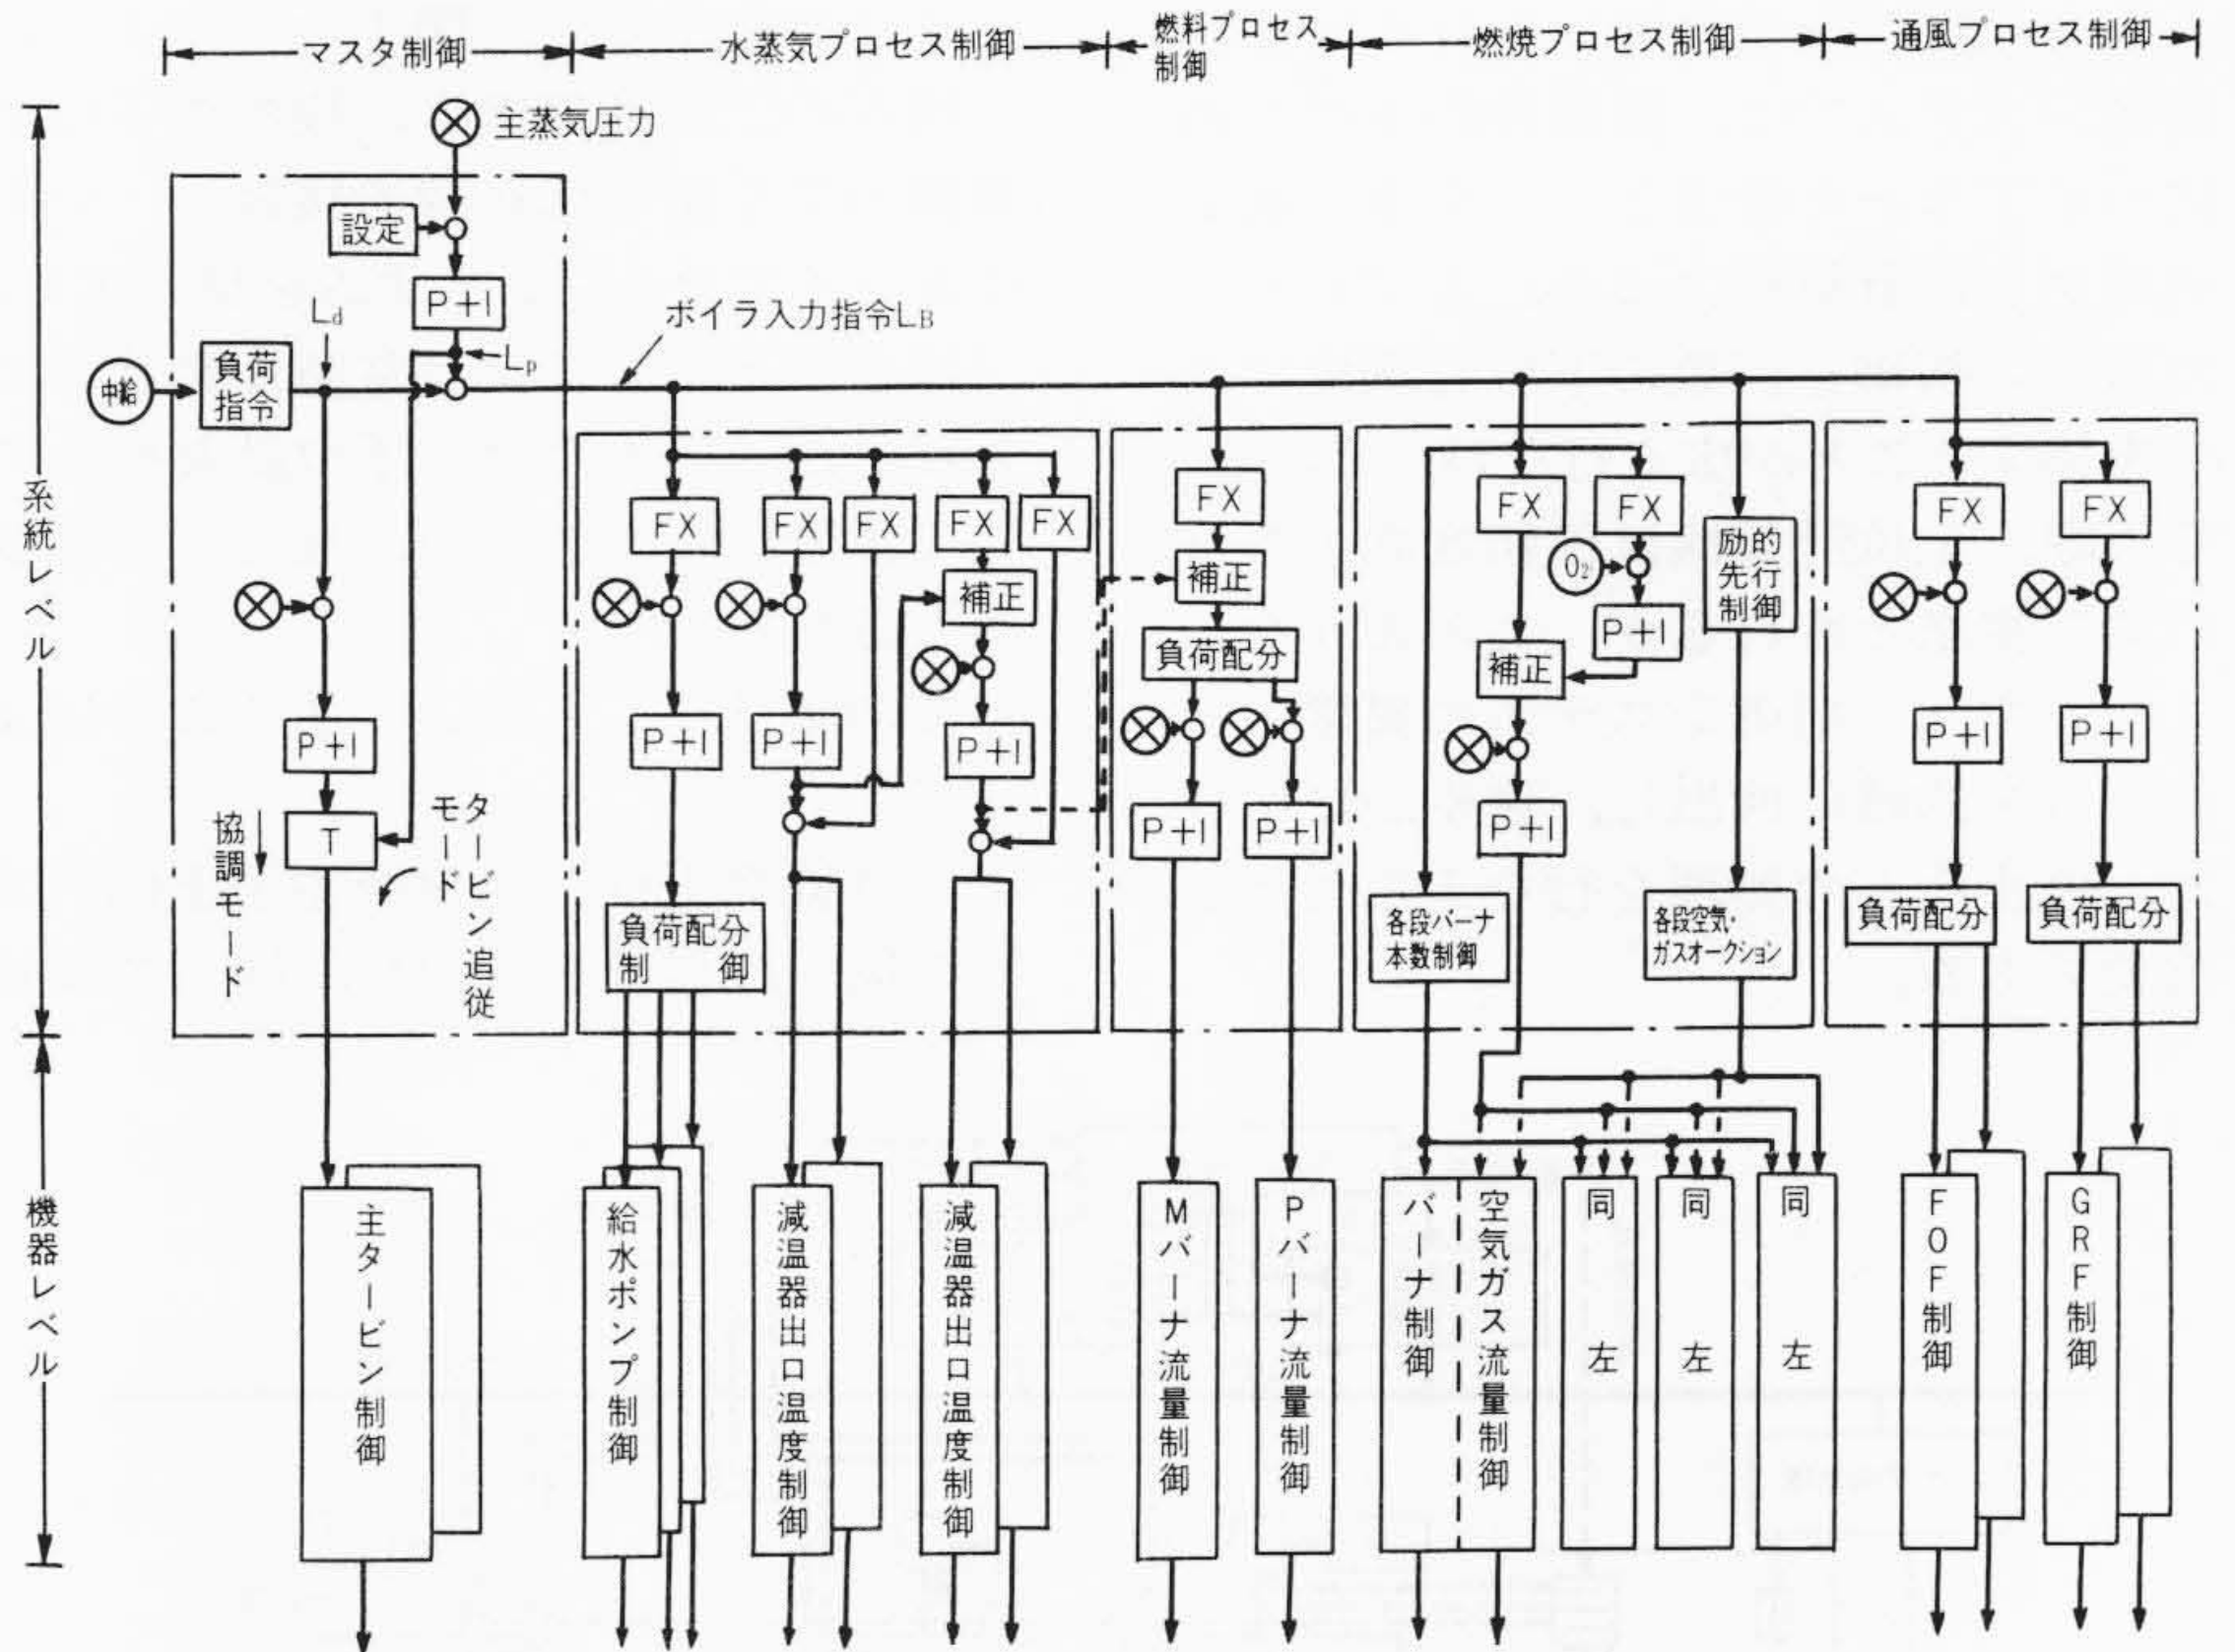 マスタ制御
水蒸気プロセス制御
燃料プロセス
制御
燃焼プロセス制御
通風プロセス制御
主蒸気圧力
設定
P+I
Ld
Lp
ボイラ入力指令LB
中給
負荷
指令
系統レベル
FX
FX
FX
FX
FX
FX
FX
FX
FX
FX
補正
補正
O2
励的
先行
制御
P+I
負荷配分
補正
P+I
P+I
P+I
P+I
P+I
P+I
T
協調モード
タービン追従
モード
P+I
P+I
P+I
負荷配分
制御
各段バーナ
本数制御
各段空気・
ガスオークション
負荷配分
負荷配分
機器レベル
主タービン制御
給水ポンプ制御
減温器出口温度制御
減温器出口温度制御
Mバーナ流量制御
Pバーナ流量制御
バーナ制御
空気ガス流量制御
同左
同左
同左
FOF制御
GRF制御